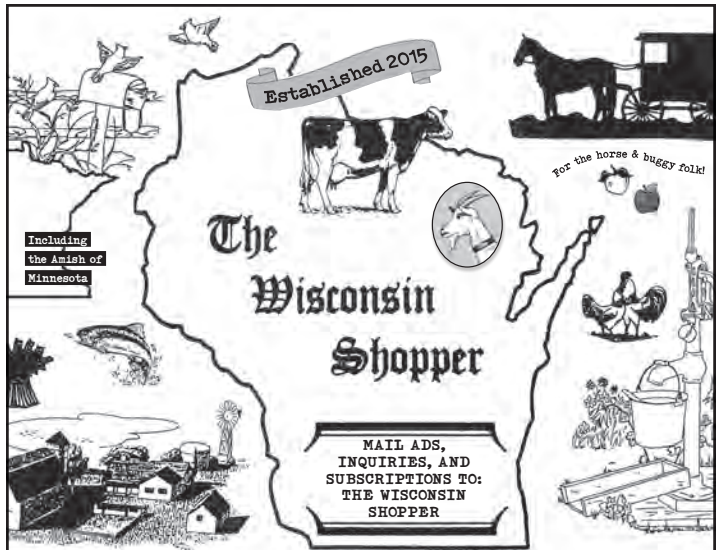 Established 2015
For the horse & buggy folk!
Including
the Amish of
Minnesota
The
Wisconsin
Shopper
MAIL ADS,
INQUIRIES, AND
SUBSCRIPTIONS TO:
THE WISCONSIN
SHOPPER